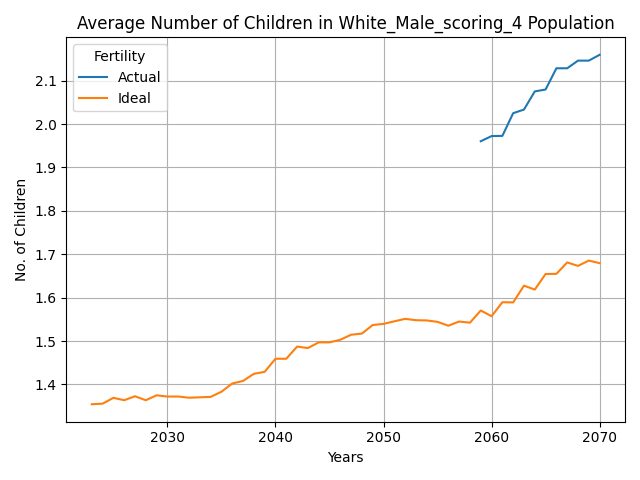 Average Number of Children in White_Male_scoring_4 Population
Fertility
Actual
Ideal
No. of Children
2.1
2.0
1.9
1.8
1.7
1.6
1.5
1.4
2030 2040 2050 2060 2070
Years